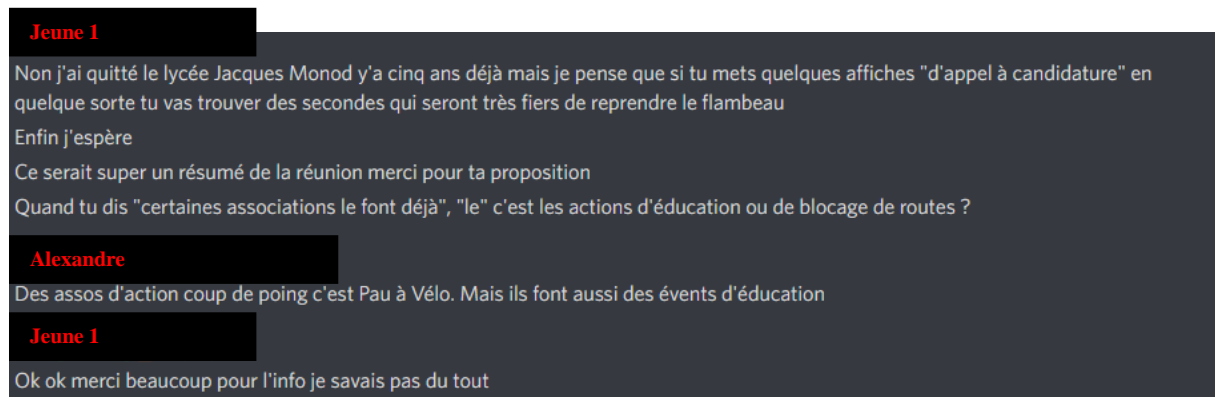 Jeune 1
Non j'ai quitté le lycée Jacques Monod y'a cinq ans déjà mais je pense que si tu mets quelques affiches "d'appel à candidature" en
quelque sorte tu vas trouver des secondes qui seront très fiers de reprendre le flambeau
Enfin j'espère
Ce serait super un résumé de la réunion merci pour ta proposition
Quand tu dis "certaines associations le font déjà", "le" c'est les actions d'éducation ou de blocage de routes ?
Alexandre
Des assos d'action coup de poing c'est Pau à Vélo. Mais ils font aussi des évents d'éducation
Jeune 1
Ok ok merci beaucoup pour l'info je savais pas du tout